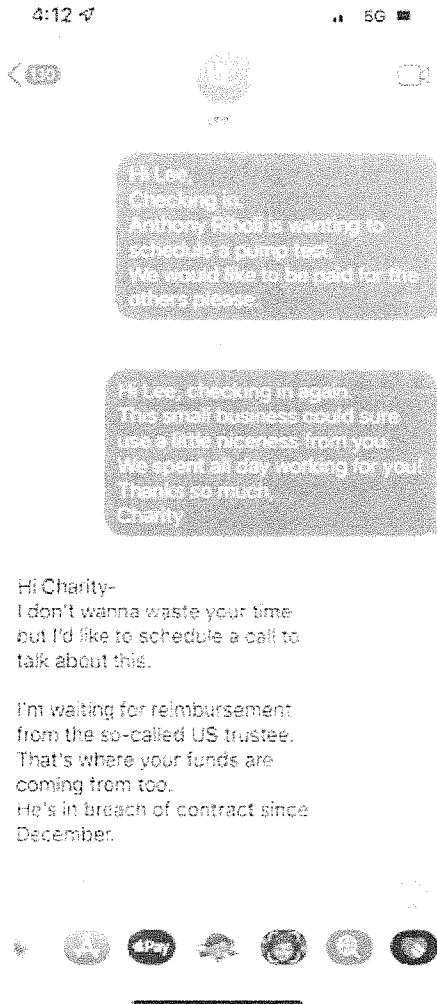 4:12
5G
130
Hi Lee,
Checking in.
Anthony Riboli is wanting to
schedule a pump test.
We would like to be paid for the
others please
Hi Lee, checking in again.
This small business could sure
use a little niceness from you.
We spent all day working for you!
Thanks so much,
Charity
Hi Charity-
I don't wanna waste your time
but I'd like to schedule a call to
talk about this.
I'm waiting for reimbursement
from the so-called US trustee.
That's where your funds are
coming from too.
He's in breach of contract since
December.
Pay